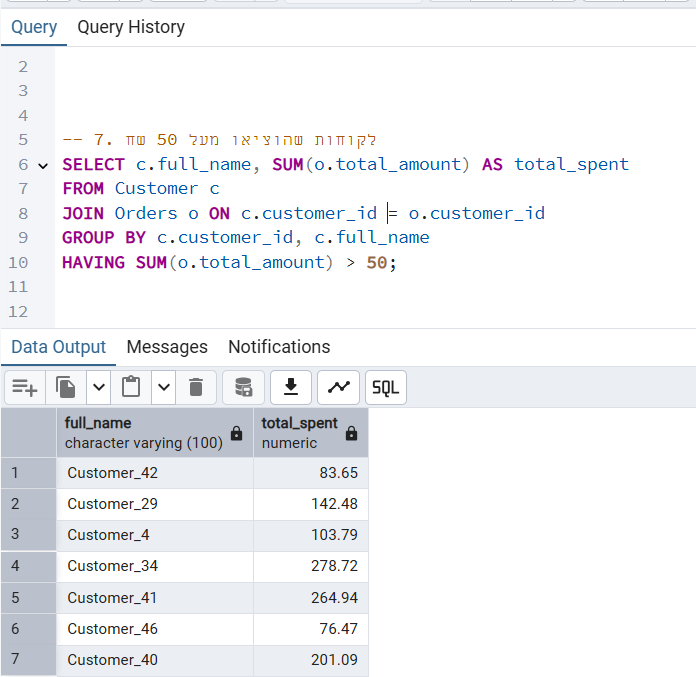 Query Query History
2
3
4
5 -- 7. לקוחות שהוציאו מעל 50 שח
6 SELECT c.full_name, SUM(o.total_amount) AS total_spent
7 FROM Customer c
8 JOIN Orders o ON c.customer_id = o.customer_id
9 GROUP BY c.customer_id, c.full_name
10 HAVING SUM(o.total_amount) > 50;
11
12
Data Output Messages Notifications
SQL
full_name total_spent
character varying (100) numeric
1 Customer_42 83.65
2 Customer_29 142.48
3 Customer_4 103.79
4 Customer_34 278.72
5 Customer_41 264.94
6 Customer_46 76.47
7 Customer_40 201.09